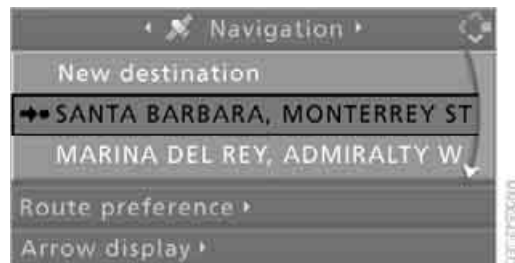 Navigation
New destination
SANTA BARBARA, MONTERREY ST
MARINA DEL REY, ADMIRALTY W
Route preference
Arrow display